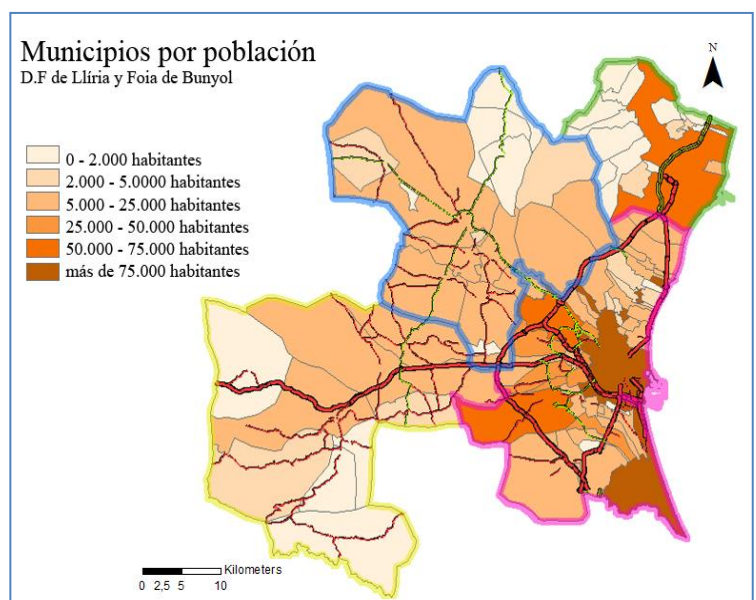 Municipios por población
D.F de Llíria y Foia de Bunyol
N
0 - 2.000 habitantes
2.000 - 5.0000 habitantes
5.000 - 25.000 habitantes
25.000 - 50.000 habitantes
50.000 - 75.000 habitantes
más de 75.000 habitantes
Kilometers
0 2,5 5 10